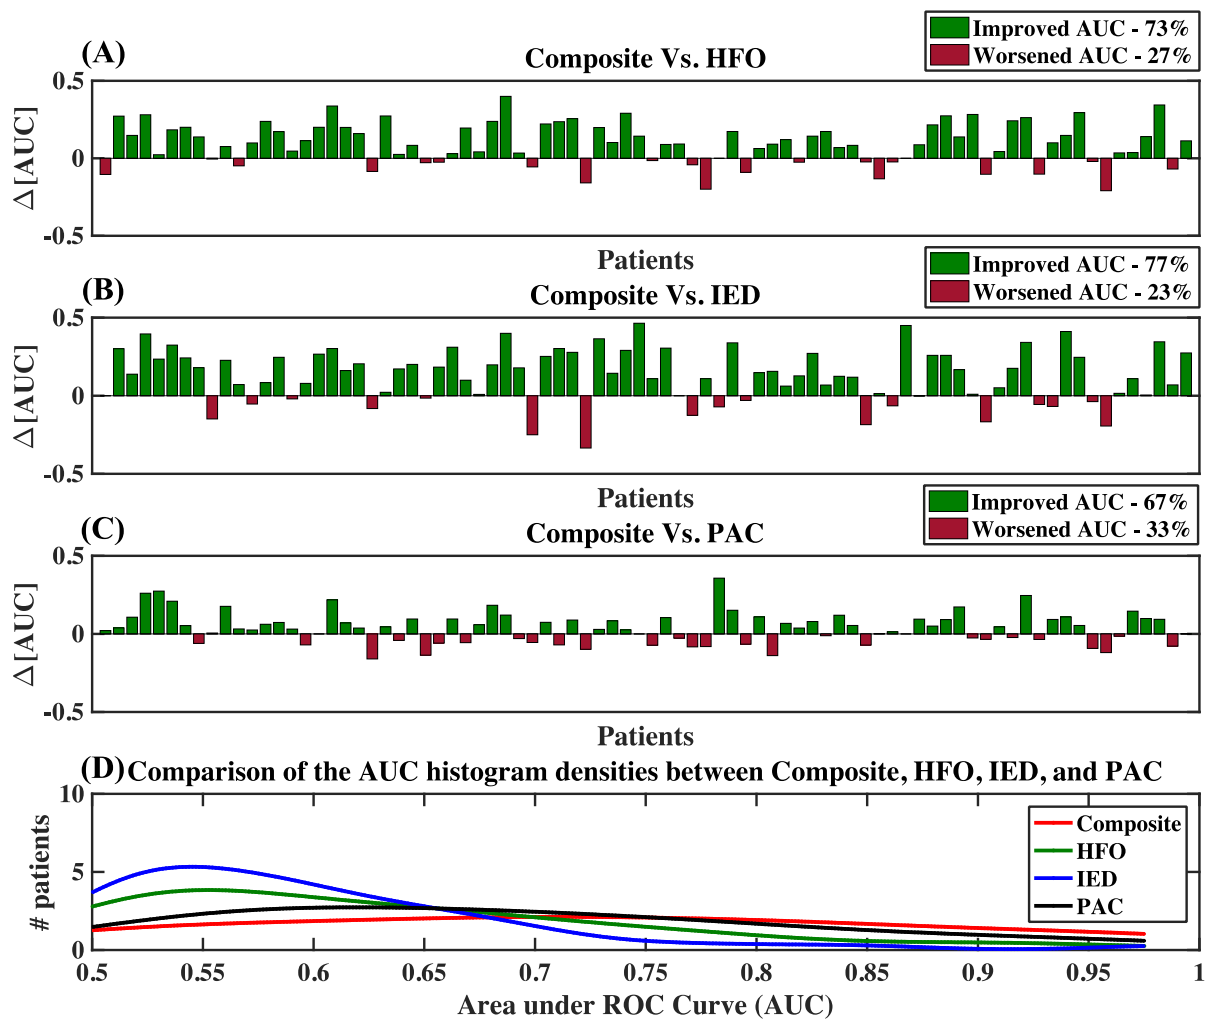 Improved AUC - 73%
Worsened AUC - 27%
(A)
Composite Vs. HFO
0.5
0
-0.5
Δ [AUC]
Patients
Improved AUC - 77%
Worsened AUC - 23%
(B)
Composite Vs. IED
0.5
0
-0.5
Δ [AUC]
Patients
Improved AUC - 67%
Worsened AUC - 33%
(C)
Composite Vs. PAC
0.5
0
-0.5
Δ [AUC]
Patients
(D) Comparison of the AUC histogram densities between Composite, HFO, IED, and PAC
10
5
0
# patients
Composite
HFO
IED
PAC
0.5 0.55 0.6 0.65 0.7 0.75 0.8 0.85 0.9 0.95 1
Area under ROC Curve (AUC)